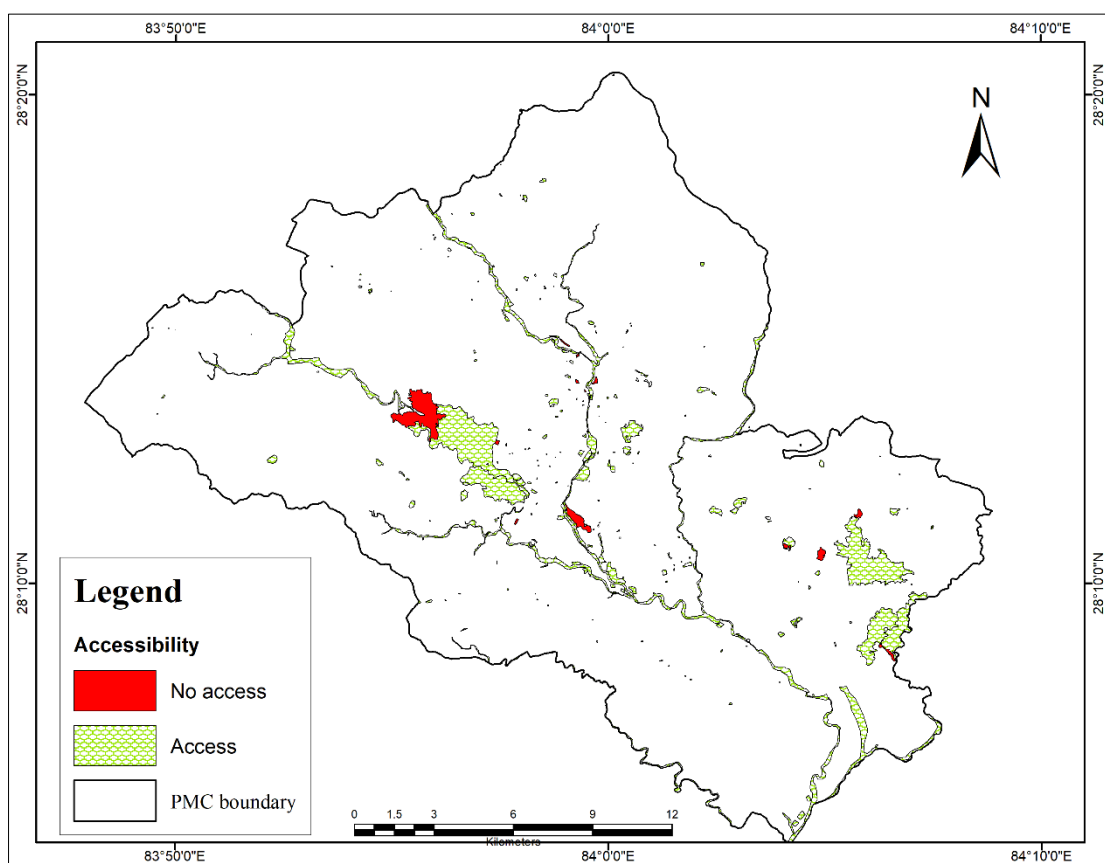 83°50'0"E 84°0'0"E 84°10'0"E
28°20'0"N 28°20'0"N
N
28°10'0"N 28°10'0"N
Legend
Accessibility
No access
Access
PMC boundary
0 1.5 3 6 9 12
Kilometers
83°50'0"E 84°0'0"E 84°10'0"E